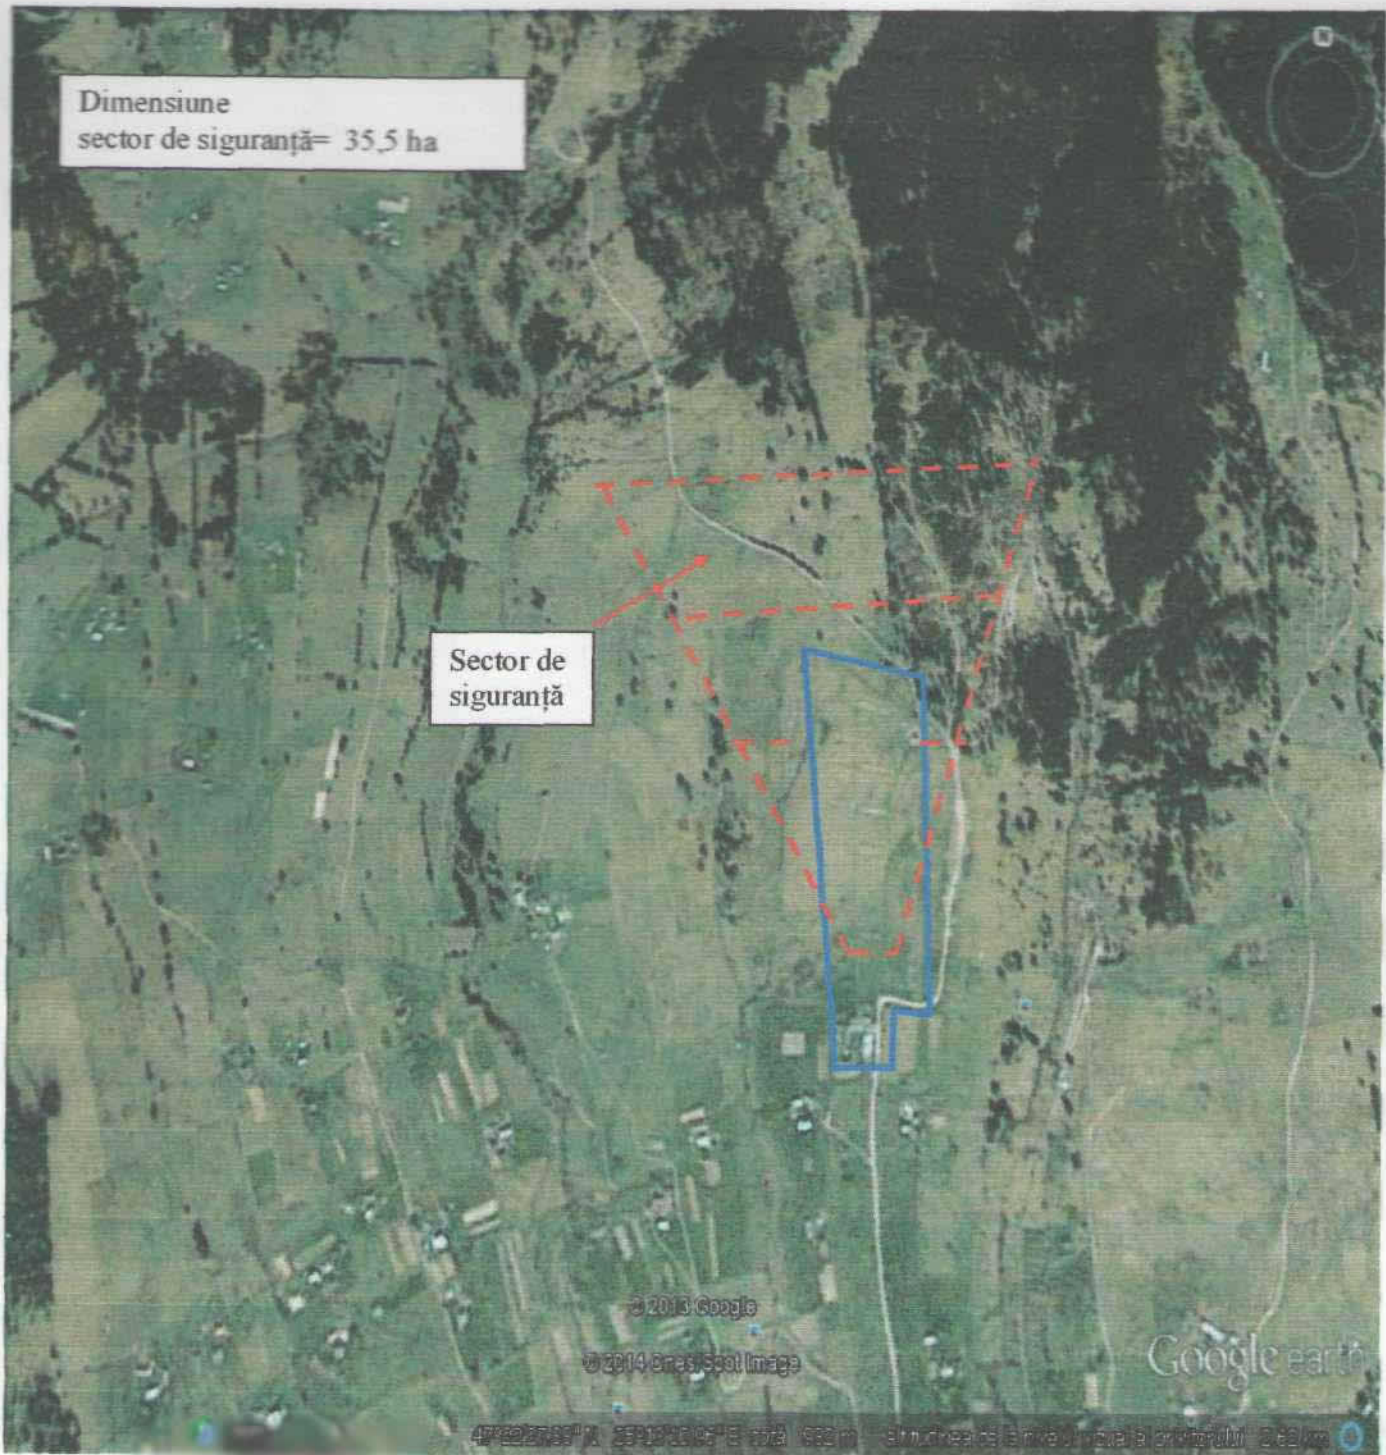 N
Dimensiune
sector de siguranță= 35,5 ha
Sector de
siguranță
© 2013 Google
© 2014 Cnes/Spot Image
Google earth